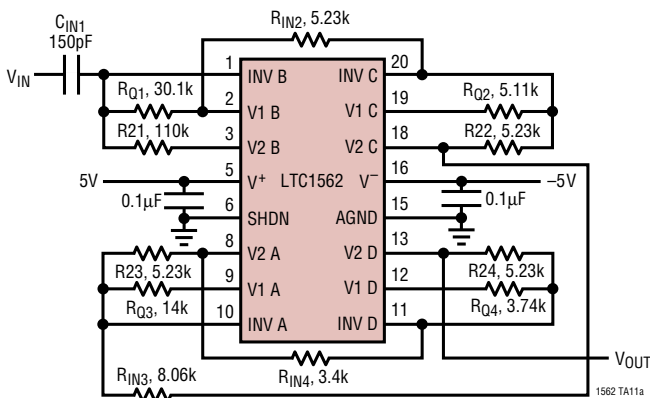 RIN2, 5.23k
CIN1
150pF
VIN
1
INV B
INV C
20
RQ1, 30.1k
2
V1 B
V1 C
19
RQ2, 5.11k
R21, 110k
3
V2 B
V2 C
18
R22, 5.23k
5V
5
V+
LTC1562
V–
16
–5V
0.1µF
6
SHDN
AGND
15
0.1µF
8
V2 A
V2 D
13
R23, 5.23k
9
V1 A
V1 D
12
R24, 5.23k
RQ3, 14k
10
INV A
INV D
11
RQ4, 3.74k
RIN3, 8.06k
RIN4, 3.4k
VOUT
1562 TA11a